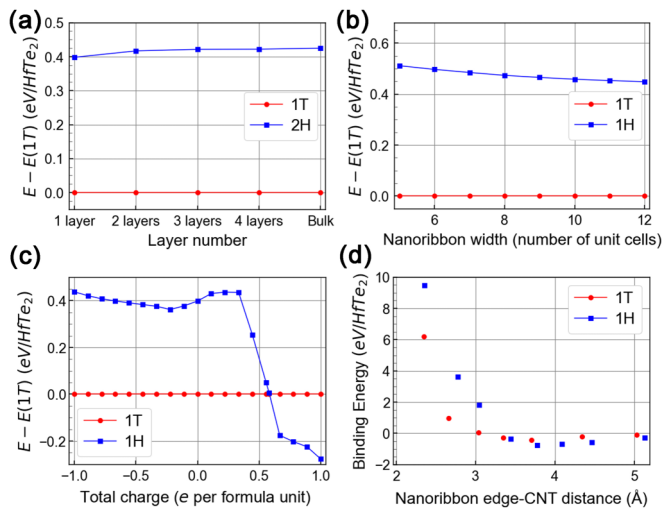 (a)
E − E(1T) (eV/HfTe₂)
0.5
0.4
0.3
0.2
0.1
0.0
1T
2H
1 layer 2 layers 3 layers 4 layers Bulk
Layer number
(b)
E − E(1T) (eV/HfTe₂)
0.6
0.4
0.2
0.0
1T
1H
6 8 10 12
Nanoribbon width (number of unit cells)
(c)
E − E(1T) (eV/HfTe₂)
0.4
0.2
0.0
−0.2
1T
1H
−1.0 −0.5 0.0 0.5 1.0
Total charge (e per formula unit)
(d)
Binding Energy (eV/HfTe₂)
10
8
6
4
2
0
−2
1T
1H
2 3 4 5
Nanoribbon edge-CNT distance (Å)